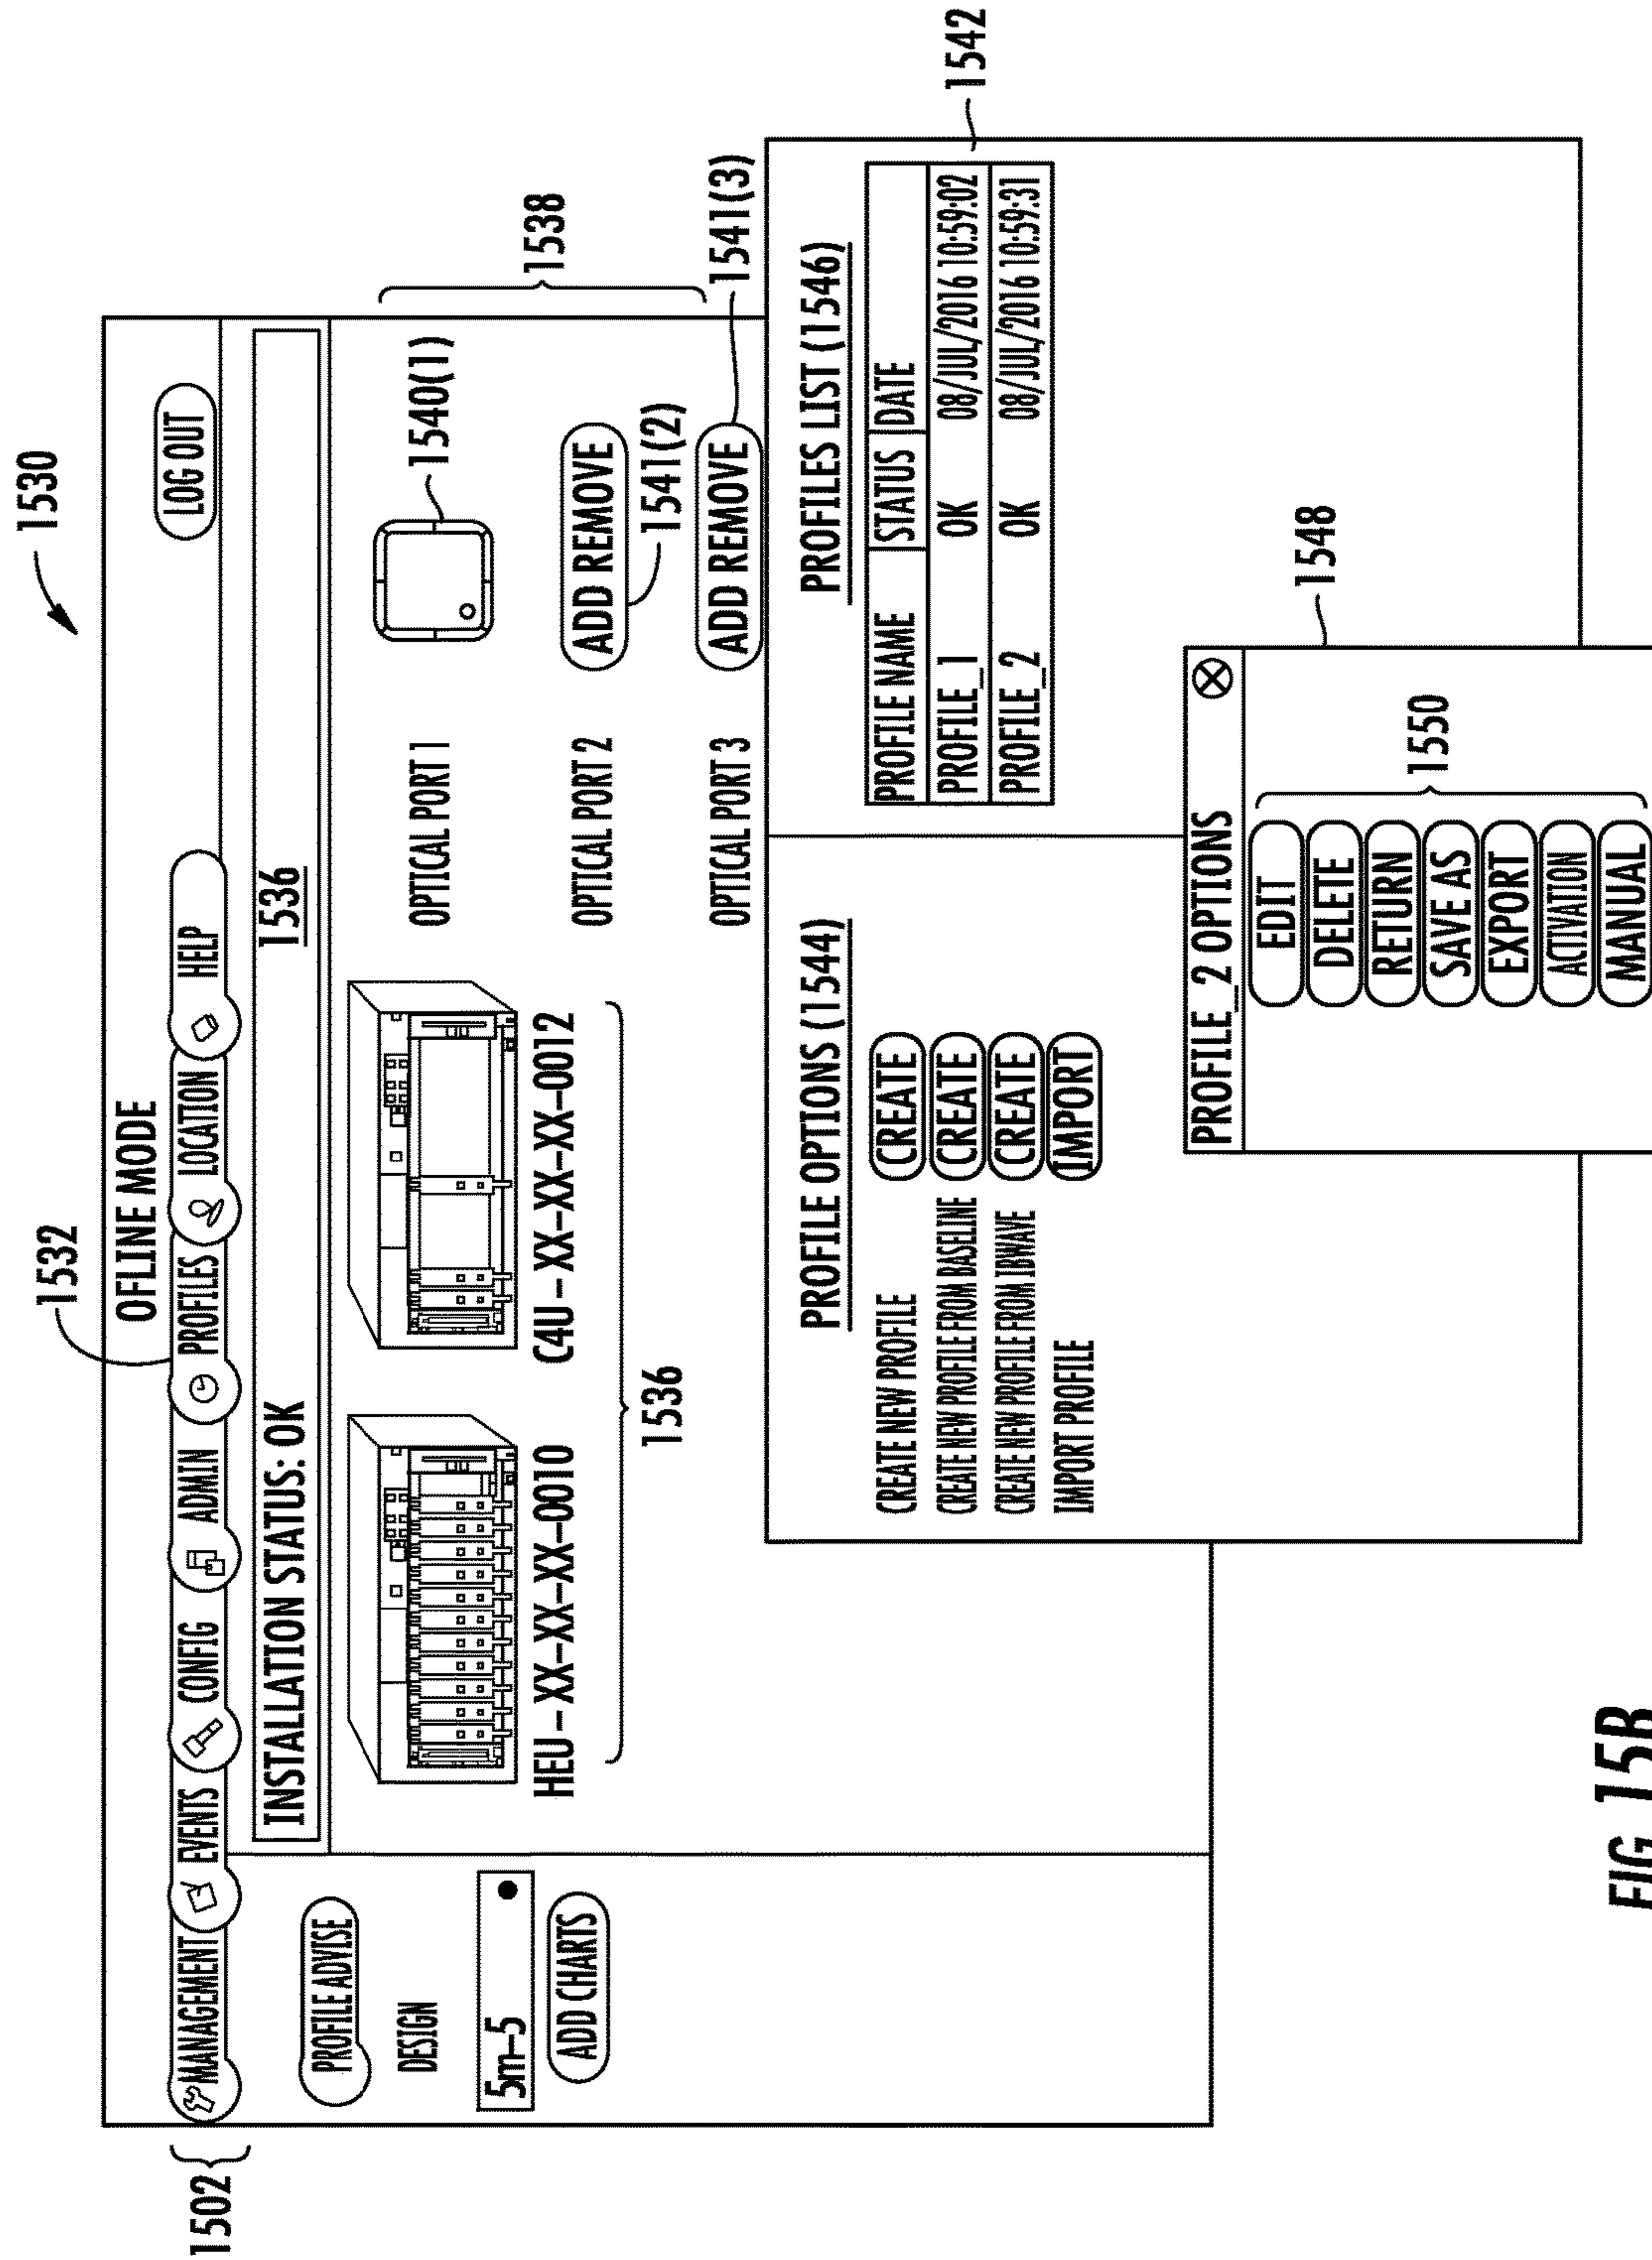 1530
1532
OFLINE MODE
LOG OUT
1502
MANAGEMENT EVENTS CONFIG ADMIN PROFILES LOCATION HELP
INSTALLATION STATUS: OK 1536
PROFILE ADVISE
DESIGN
5m-5
ADD CHARTS
HEU - XX-XX-XX-0010
C4U - XX-XX-XX-0012
1536
OPTICAL PORT 1
1540(1)
1538
OPTICAL PORT 2
ADD REMOVE
1541(2)
OPTICAL PORT 3
ADD REMOVE
1541(3)
PROFILE OPTIONS (1544)
CREATE NEW PROFILE CREATE
CREATE NEW PROFILE FROM BASELINE CREATE
CREATE NEW PROFILE FROM IBWAVE CREATE
IMPORT PROFILE IMPORT
PROFILES LIST (1546)
PROFILE NAME STATUS DATE
PROFILE_1 OK 08/JUL/2016 10:59:02
PROFILE_2 OK 08/JUL/2016 10:59:31
1542
PROFILE_2 OPTIONS
1548
EDIT
DELETE
RETURN
SAVE AS
EXPORT
ACTIVATION
MANUAL
1550
FIG. 15B